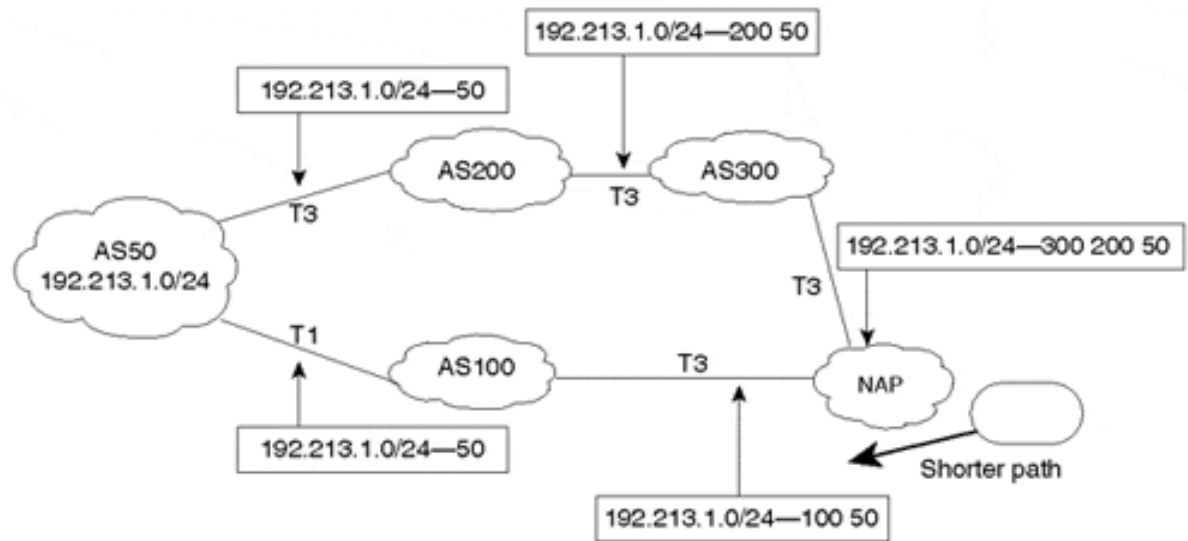 192.213.1.0/24—200 50
192.213.1.0/24—50
AS200
AS300
T3
T3
AS50
192.213.1.0/24
192.213.1.0/24—300 200 50
T3
T1
AS100
T3
NAP
192.213.1.0/24—50
Shorter path
192.213.1.0/24—100 50